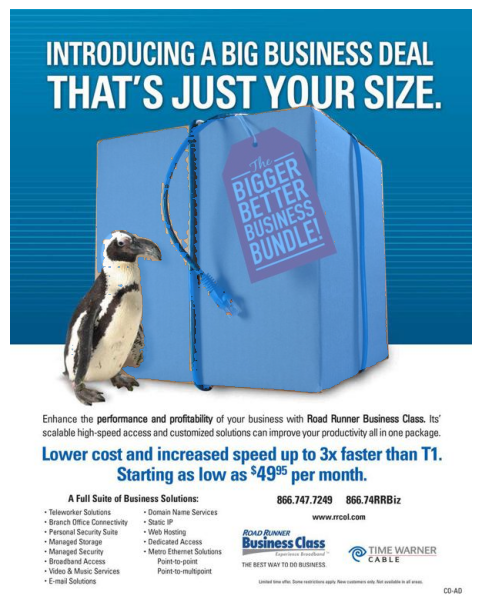 INTRODUCING A BIG BUSINESS DEAL
THAT'S JUST YOUR SIZE.
The
BIGGER
BETTER
BUSINESS
BUNDLE!
Enhance the performance and profitability of your business with Road Runner Business Class. Its'
scalable high-speed access and customized solutions can improve your productivity all in one package.
Lower cost and increased speed up to 3x faster than T1.
Starting as low as $49⁹⁵ per month.
A Full Suite of Business Solutions:
• Teleworker Solutions
• Branch Office Connectivity
• Personal Security Suite
• Managed Storage
• Managed Security
• Broadband Access
• Video & Music Services
• E-mail Solutions
• Domain Name Services
• Static IP
• Web Hosting
• Dedicated Access
• Metro Ethernet Solutions
Point-to-point
Point-to-multipoint
866.747.7249 866.74RRBiz
www.rrcol.com
ROAD RUNNER
Business Class
Experience Broadband
THE BEST WAY TO DO BUSINESS.
TIME WARNER
CABLE
Limited time offer. Some restrictions apply. New customers only. Not available in all areas.
CO-AD